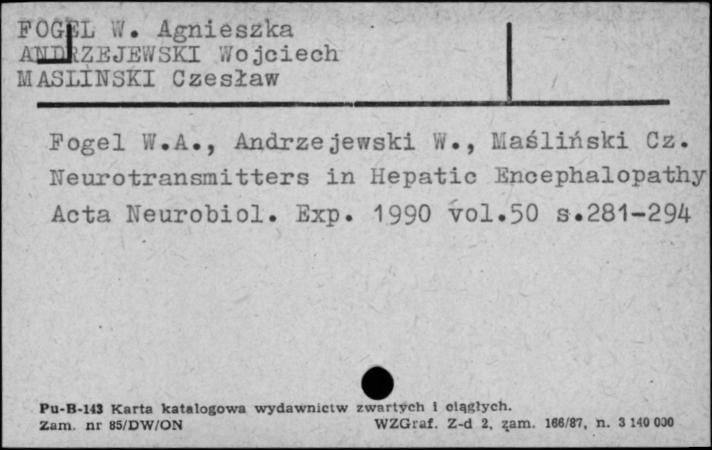 FOGEL W. Agnieszka
ANDRZEJEWSKI Wojciech
MASLINSKI Czesław
Fogel W.A., Andrzejewski W., Maśliński Cz.
Neurotransmitters in Hepatic Encephalopathy
Acta Neurobiol. Exp. 1990 vol.50 s.281-294
Pu-B-143 Karta katalogowa wydawnictw zwartych i ciągłych.
Zam. nr 85/DW/ON WZGraf. Z-d 2, zam. 166/87, n. 3 140 000